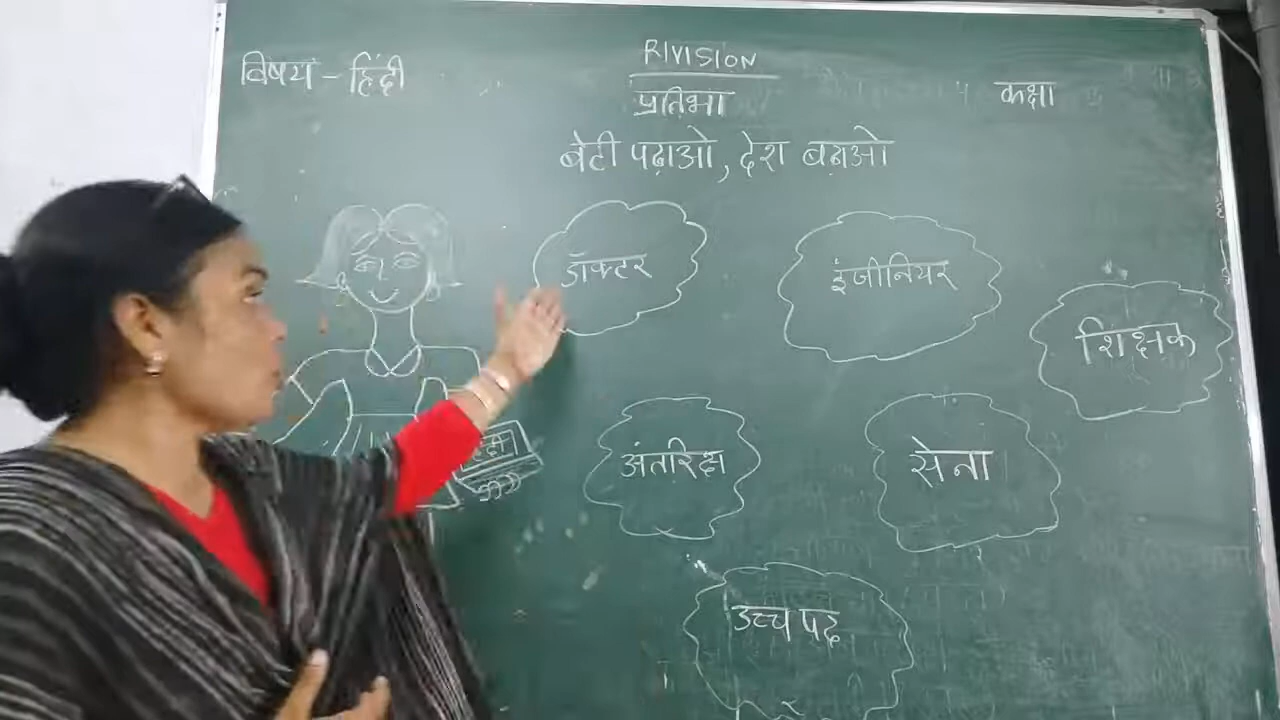 विषय - हिंदी
RIVISION
प्रतिभा
कक्षा
बेटी पढ़ाओ, देश बढ़ाओ
डॉक्टर
इंजीनियर
शिक्षक
अंतरिक्ष
सेना
उच्च पद